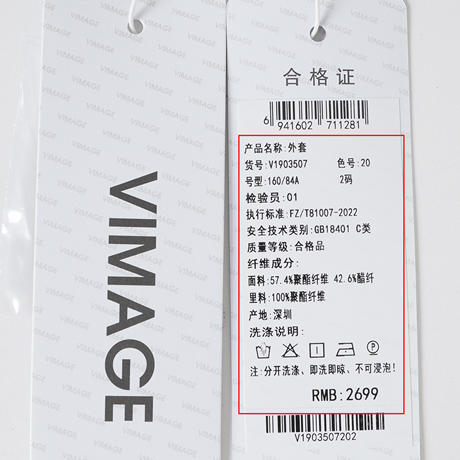 VIMAGE
合格证
6 941602 711281
产品名称:外套
货号:V1903507 色号:20
号型:160/84A 2码
检验员:01
执行标准:FZ/T81007-2022
安全技术类别:GB18401 C类
质量等级:合格品
纤维成分:
面料:57.4%聚酯纤维 42.6%醋纤
里料:100%聚酯纤维
产地:深圳
洗涤说明:
注:分开洗涤、即洗即晾、不可浸泡!
RMB:2699
V1903507202